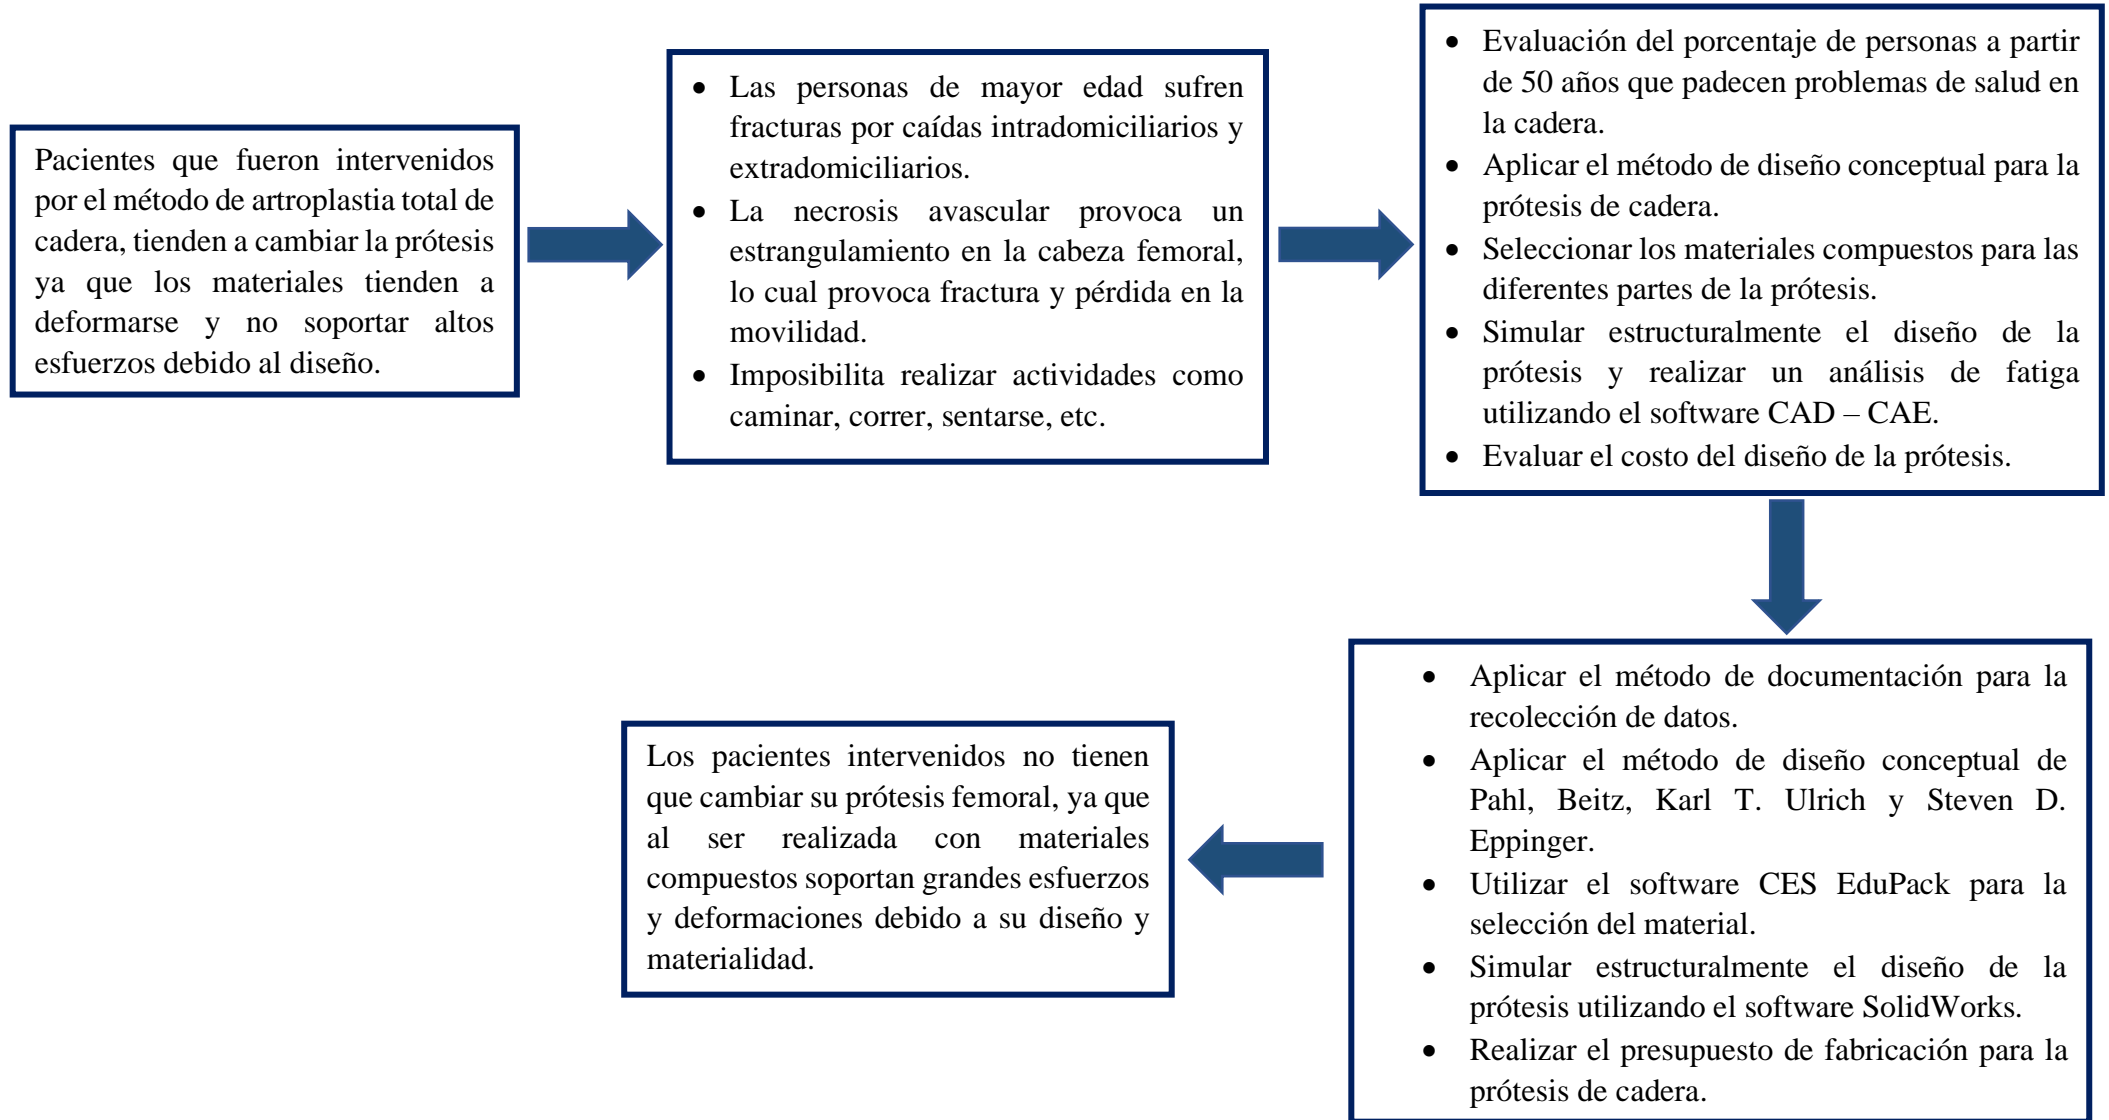 Pacientes que fueron intervenidos
por el método de artroplastia total de
cadera, tienden a cambiar la prótesis
ya que los materiales tienden a
deformarse y no soportar altos
esfuerzos debido al diseño.
• Las personas de mayor edad sufren
fracturas por caídas intradomiciliarios y
extradomiciliarios.
• La necrosis avascular provoca un
estrangulamiento en la cabeza femoral,
lo cual provoca fractura y pérdida en la
movilidad.
• Imposibilita realizar actividades como
caminar, correr, sentarse, etc.
• Evaluación del porcentaje de personas a partir
de 50 años que padecen problemas de salud en
la cadera.
• Aplicar el método de diseño conceptual para la
prótesis de cadera.
• Seleccionar los materiales compuestos para las
diferentes partes de la prótesis.
• Simular estructuralmente el diseño de la
prótesis y realizar un análisis de fatiga
utilizando el software CAD – CAE.
• Evaluar el costo del diseño de la prótesis.
• Aplicar el método de documentación para la
recolección de datos.
• Aplicar el método de diseño conceptual de
Pahl, Beitz, Karl T. Ulrich y Steven D.
Eppinger.
• Utilizar el software CES EduPack para la
selección del material.
• Simular estructuralmente el diseño de la
prótesis utilizando el software SolidWorks.
• Realizar el presupuesto de fabricación para la
prótesis de cadera.
Los pacientes intervenidos no tienen
que cambiar su prótesis femoral, ya que
al ser realizada con materiales
compuestos soportan grandes esfuerzos
y deformaciones debido a su diseño y
materialidad.